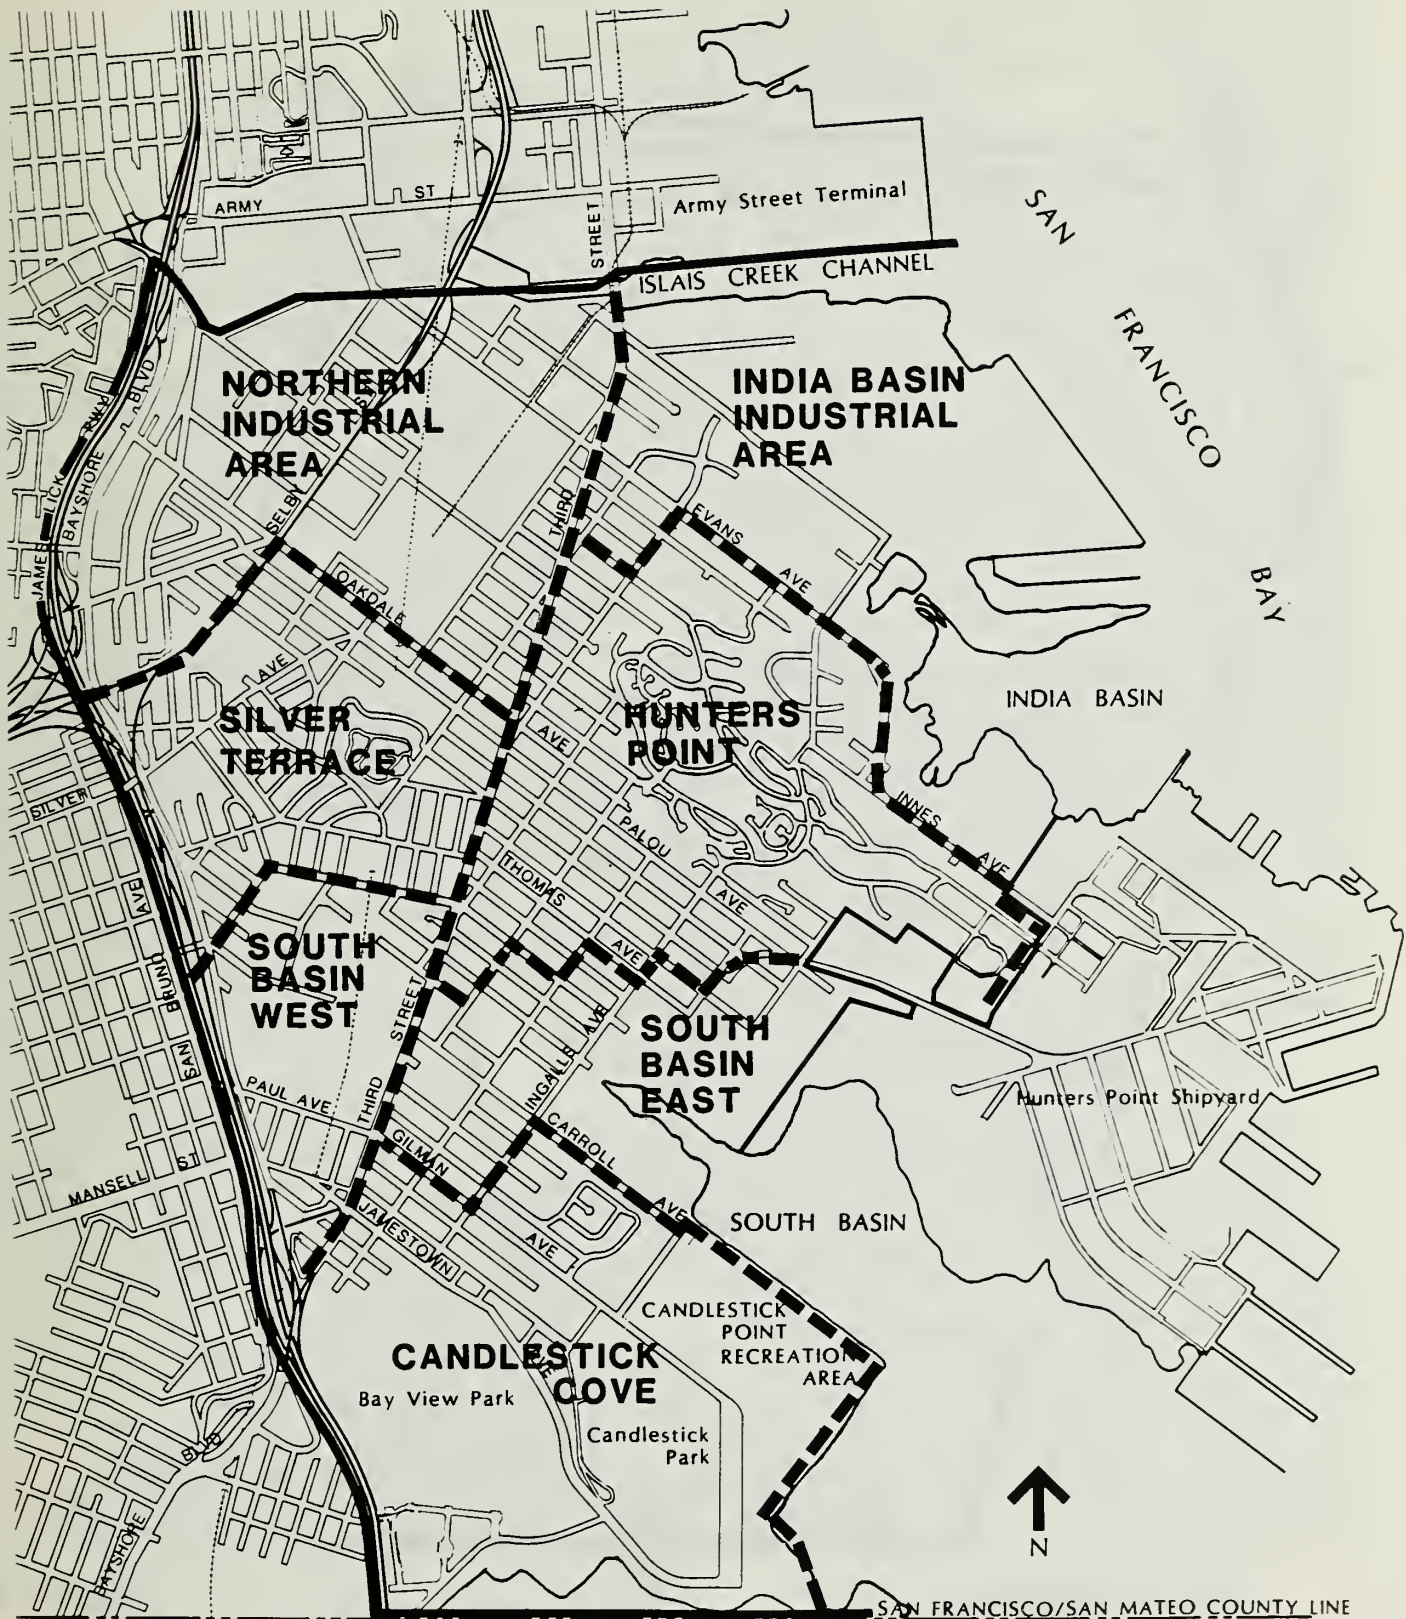 ARMY
ST
STREET
Army Street Terminal
ISLAIS CREEK CHANNEL
SAN
FRANCISCO
BAY
NORTHERN
INDUSTRIAL
AREA
INDIA BASIN
INDUSTRIAL
AREA
JAMES LICK FWY
BAYSHORE BLVD
SELBY
ST
THIRD
EVANS
AVE
OAKDALE
AVE
SILVER
AVE
SILVER
TERRACE
HUNTERS
POINT
INDIA BASIN
PALOU
AVE
INNES
AVE
THOMAS
AVE
SOUTH
BASIN
WEST
SOUTH
BASIN
EAST
SAN BRUNO AVE
THIRD STREET
INGALLS AVE
PAUL AVE
Hunters Point Shipyard
MANSELL ST
GILMAN
AVE
CARROLL
AVE
JAMESTOWN
AVE
SOUTH BASIN
CANDLESTICK
POINT
RECREATION
AREA
CANDLESTICK
COVE
Bay View Park
Candlestick
Park
BAYSHORE
BLVD
N
SAN FRANCISCO/SAN MATEO COUNTY LINE